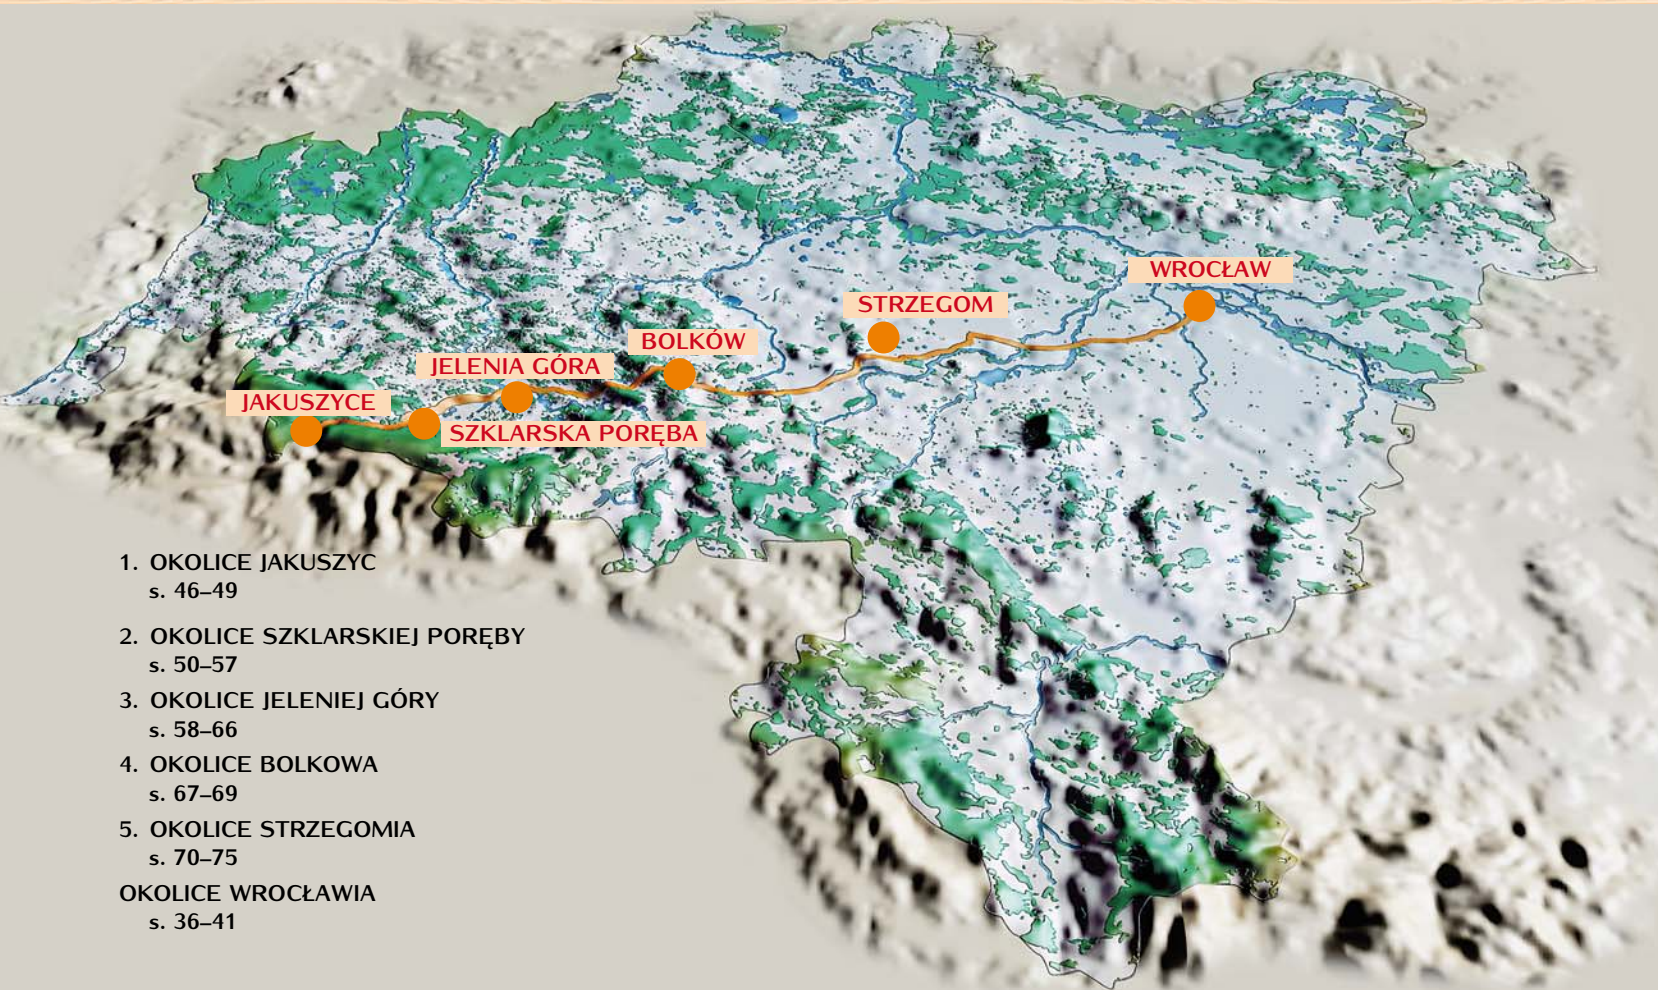 WROCŁAW
STRZEGOM
BOLKÓW
JELENIA GÓRA
JAKUSZYCE
SZKLARSKA PORĘBA
1. OKOLICE JAKUSZYC
s. 46–49
2. OKOLICE SZKLARSKIEJ PORĘBY
s. 50–57
3. OKOLICE JELENIEJ GÓRY
s. 58–66
4. OKOLICE BOLKOWA
s. 67–69
5. OKOLICE STRZEGOMIA
s. 70–75
OKOLICE WROCŁAWIA
s. 36–41